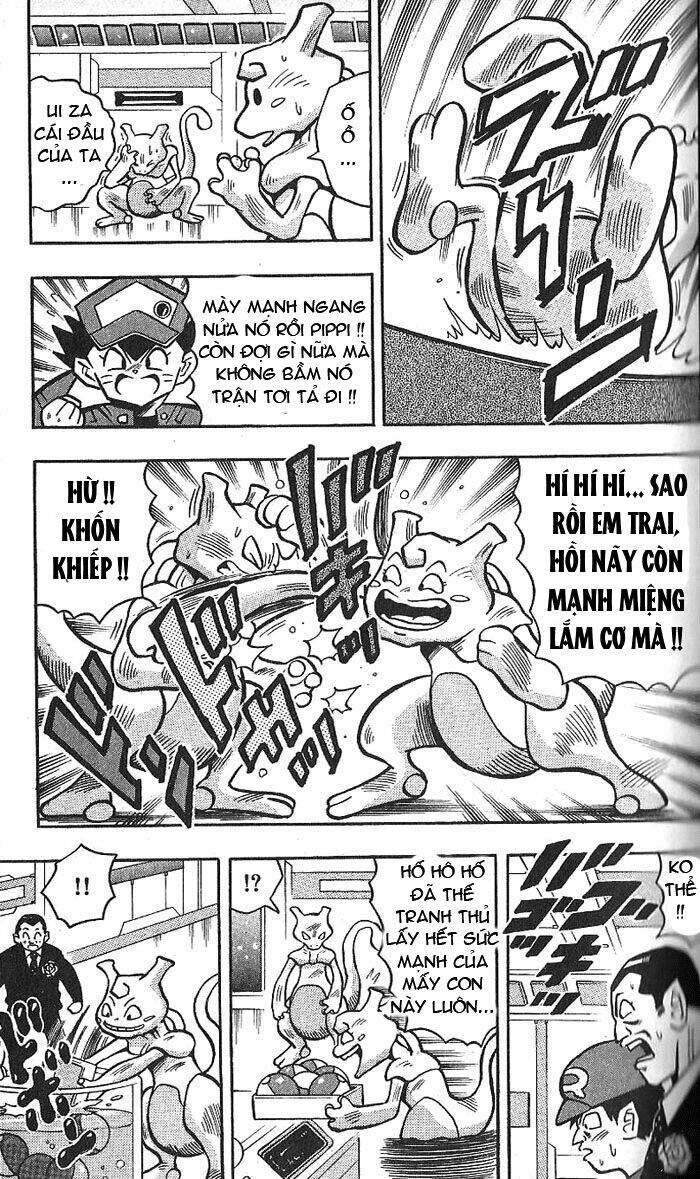 ズズッ
Ố
Ồ
...
UI ZA
CÁI ĐẦU
CỦA TA
...
MÀY MẠNH NGANG
NỬA NÓ RỒI PIPPI !!
CÒN ĐỢI GÌ NỮA MÀ
KHÔNG BẦM NÓ
TRẬN TƠI TẢ ĐI !!
HÍ HÍ HÍ... SAO
RỒI EM TRAI,
HỒI NÃY CÒN
MẠNH MIỆNG
LẮM CƠ MÀ !!
HỪ !!
KHỐN
KHIẾP !!
KO
THỂ
!!
R
HỐ HÔ HỐ
ĐÃ THẾ
TRANH THỦ
LẤY HẾT SỨC
MẠNH CỦA
MẤY CON
NÀY LUÔN...
!?
!!